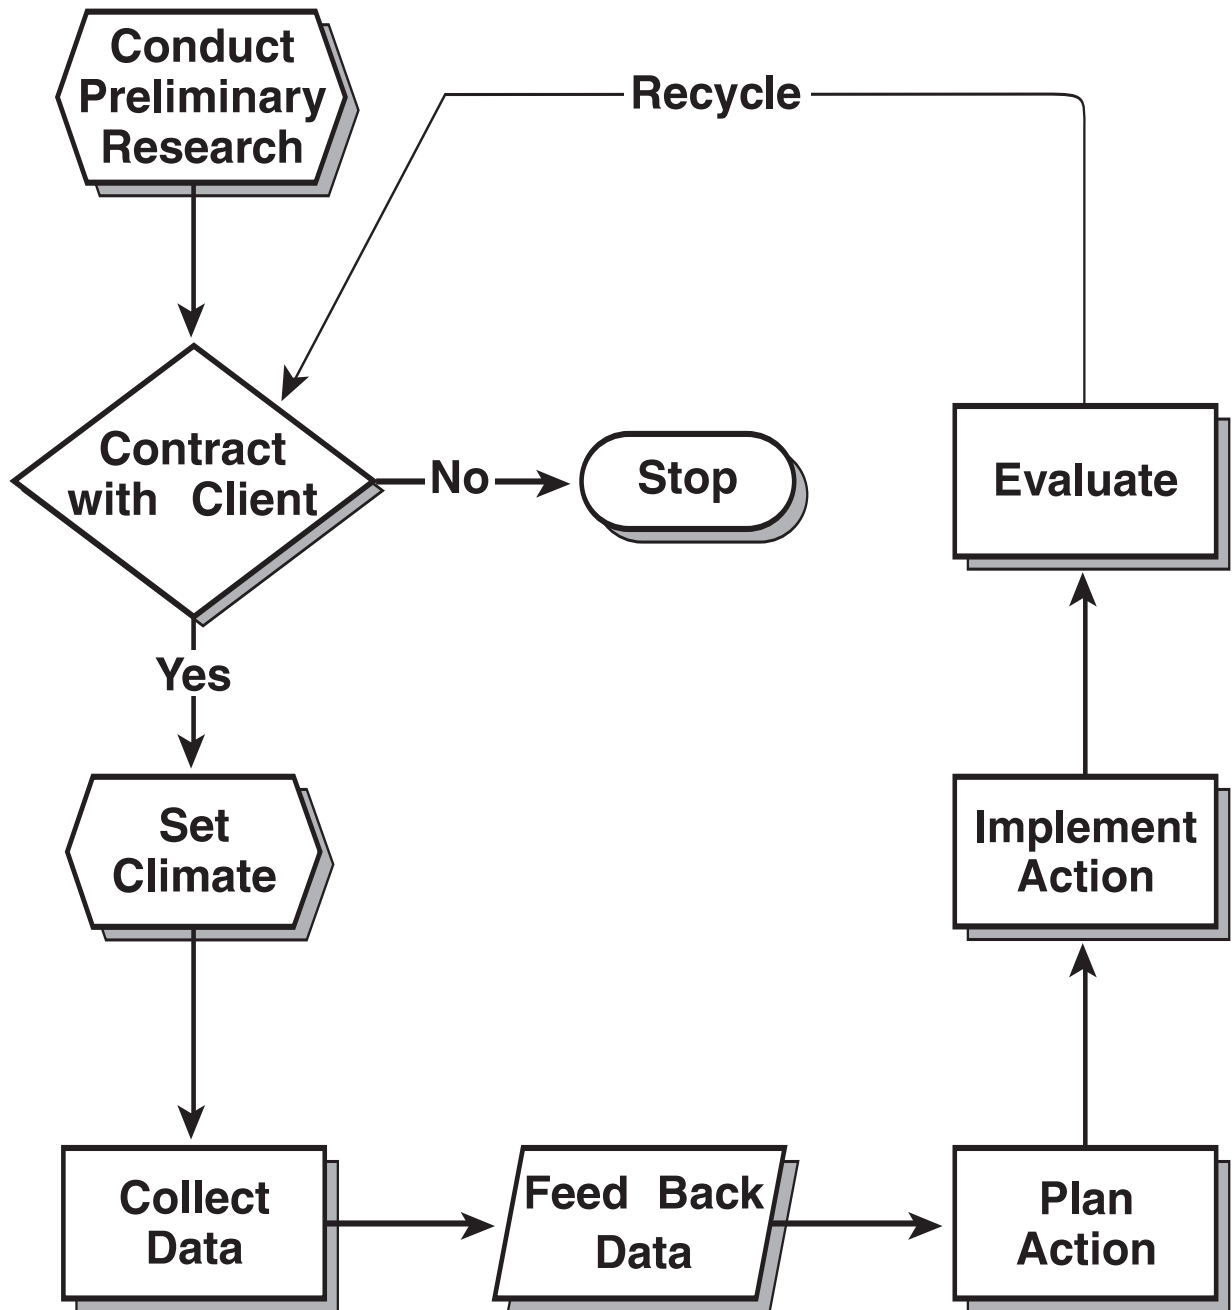 Conduct
Preliminary
Research
Recycle
Contract
with Client
No
Stop
Evaluate
Yes
Set
Climate
Implement
Action
Collect
Data
Feed Back
Data
Plan
Action